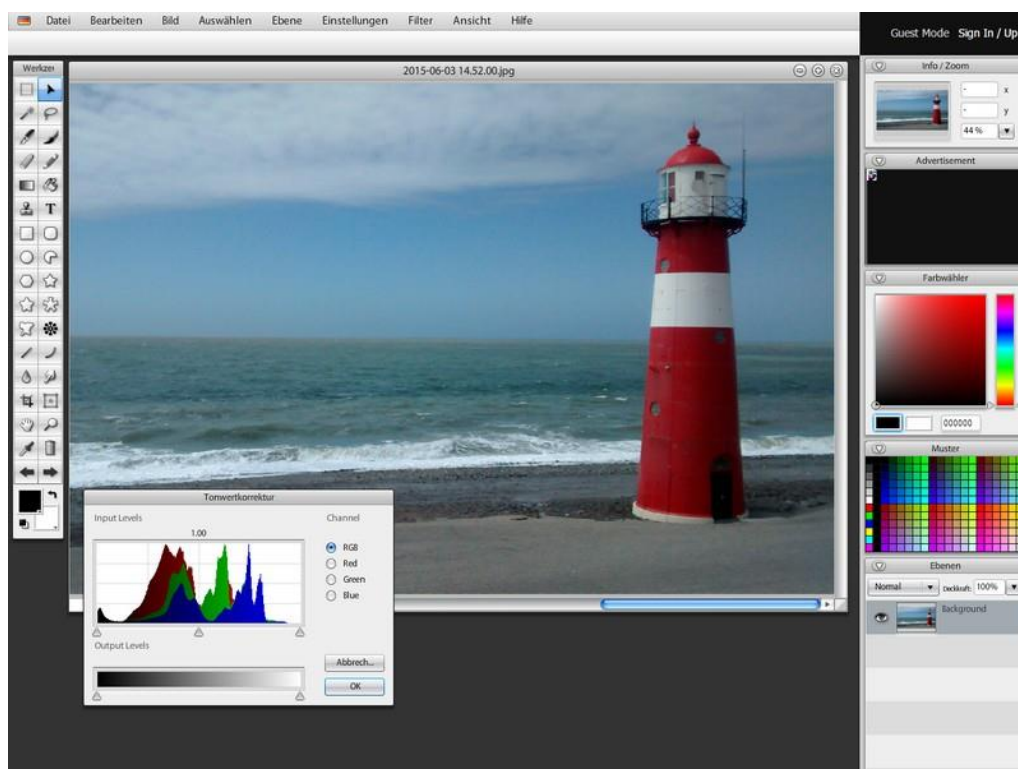 Datei Bearbeiten Bild Auswählen Ebene Einstellungen Filter Ansicht Hilfe
Guest Mode Sign In / Up
Werkze
2015-06-03 14.52.00.jpg
Info / Zoom
x
y
44 %
Advertisement
Farbwähler
000000
Muster
Ebenen
Normal Deckkraft: 100%
Background
T
Tonwertkorrektur
Input Levels
1.00
Channel
RGB
Red
Green
Blue
Output Levels
Abbrech...
OK